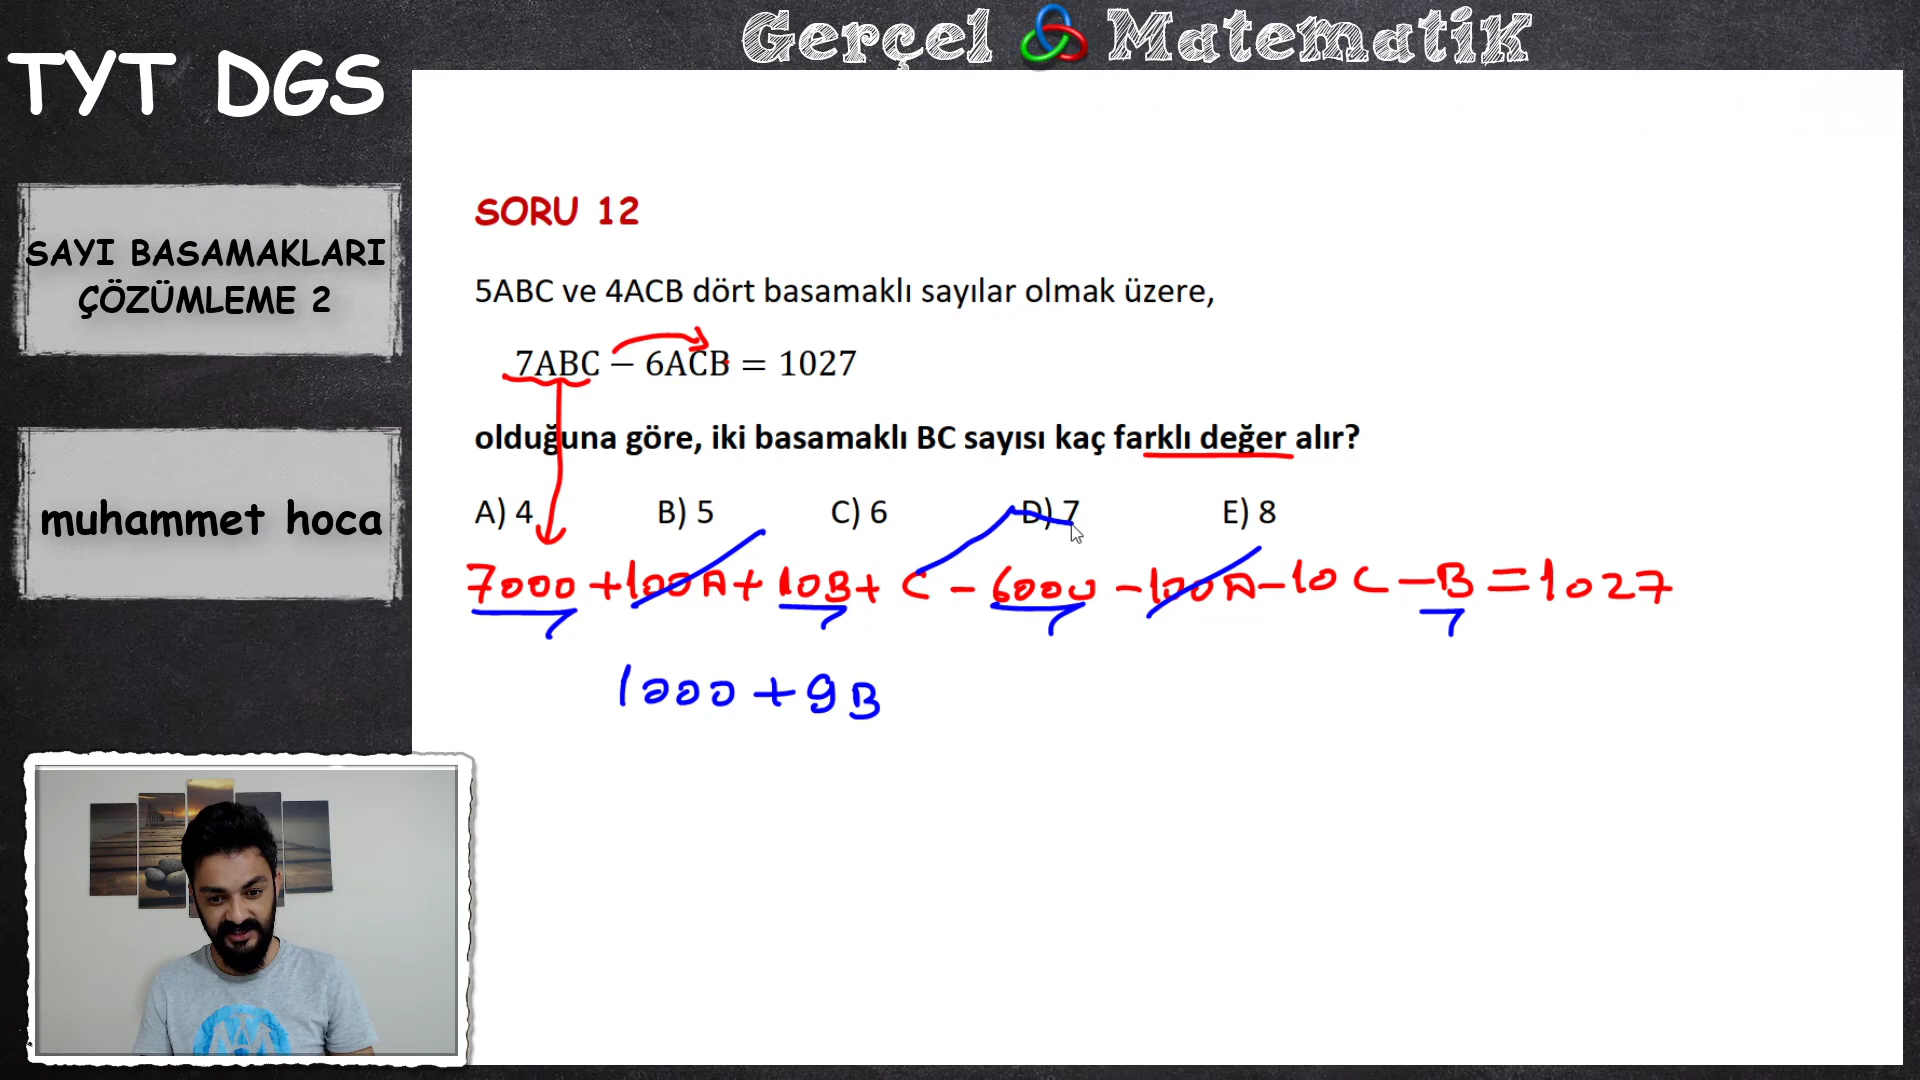 Gerçel Matematik
TYT DGS
SAYI BASAMAKLARI
ÇÖZÜMLEME 2
muhammet hoca
SORU 12
5ABC ve 4ACB dört basamaklı sayılar olmak üzere,
7ABC − 6ACB = 1027
olduğuna göre, iki basamaklı BC sayısı kaç farklı değer alır?
A) 4 B) 5 C) 6 D) 7 E) 8
7000 + 100A + 10B + C − 6000 − 100A − 10C − B = 1027
1000 + 9B